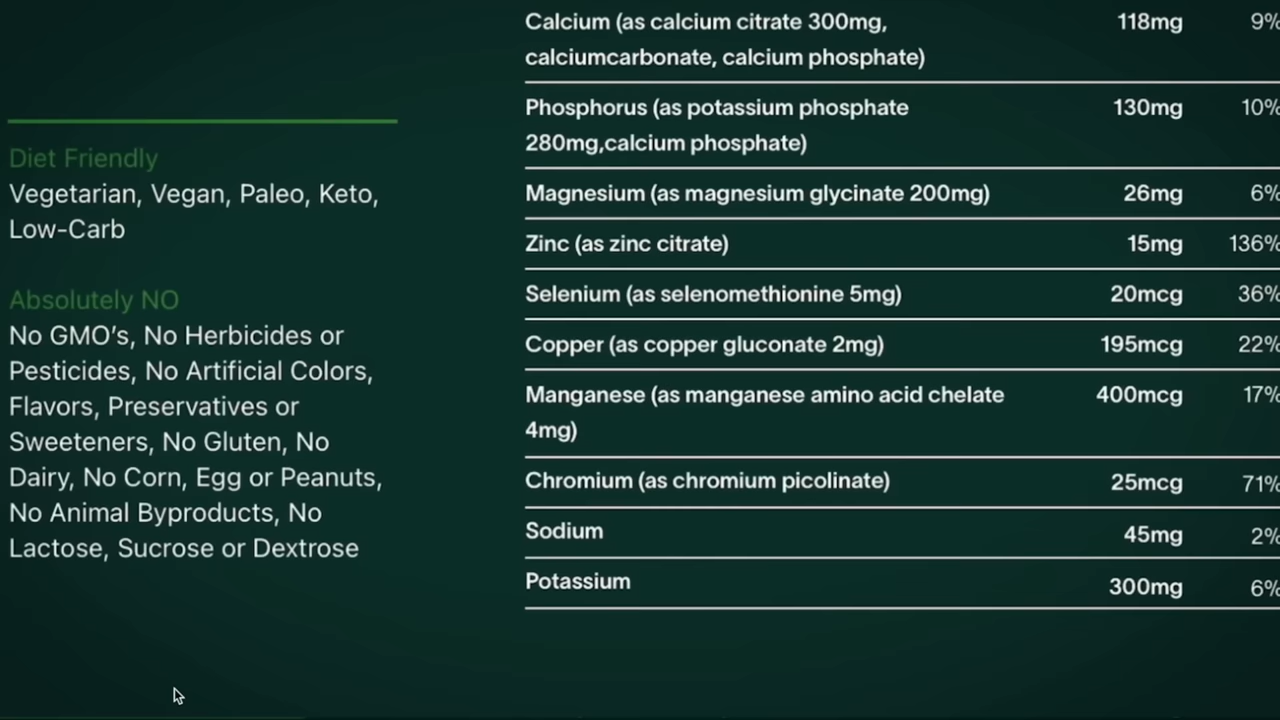 Diet Friendly
Vegetarian, Vegan, Paleo, Keto,
Low-Carb
Absolutely NO
No GMO's, No Herbicides or
Pesticides, No Artificial Colors,
Flavors, Preservatives or
Sweeteners, No Gluten, No
Dairy, No Corn, Egg or Peanuts,
No Animal Byproducts, No
Lactose, Sucrose or Dextrose
Calcium (as calcium citrate 300mg, 118mg 9%
calciumcarbonate, calcium phosphate)
Phosphorus (as potassium phosphate 130mg 10%
280mg,calcium phosphate)
Magnesium (as magnesium glycinate 200mg) 26mg 6%
Zinc (as zinc citrate) 15mg 136%
Selenium (as selenomethionine 5mg) 20mcg 36%
Copper (as copper gluconate 2mg) 195mcg 22%
Manganese (as manganese amino acid chelate 400mcg 17%
4mg)
Chromium (as chromium picolinate) 25mcg 71%
Sodium 45mg 2%
Potassium 300mg 6%